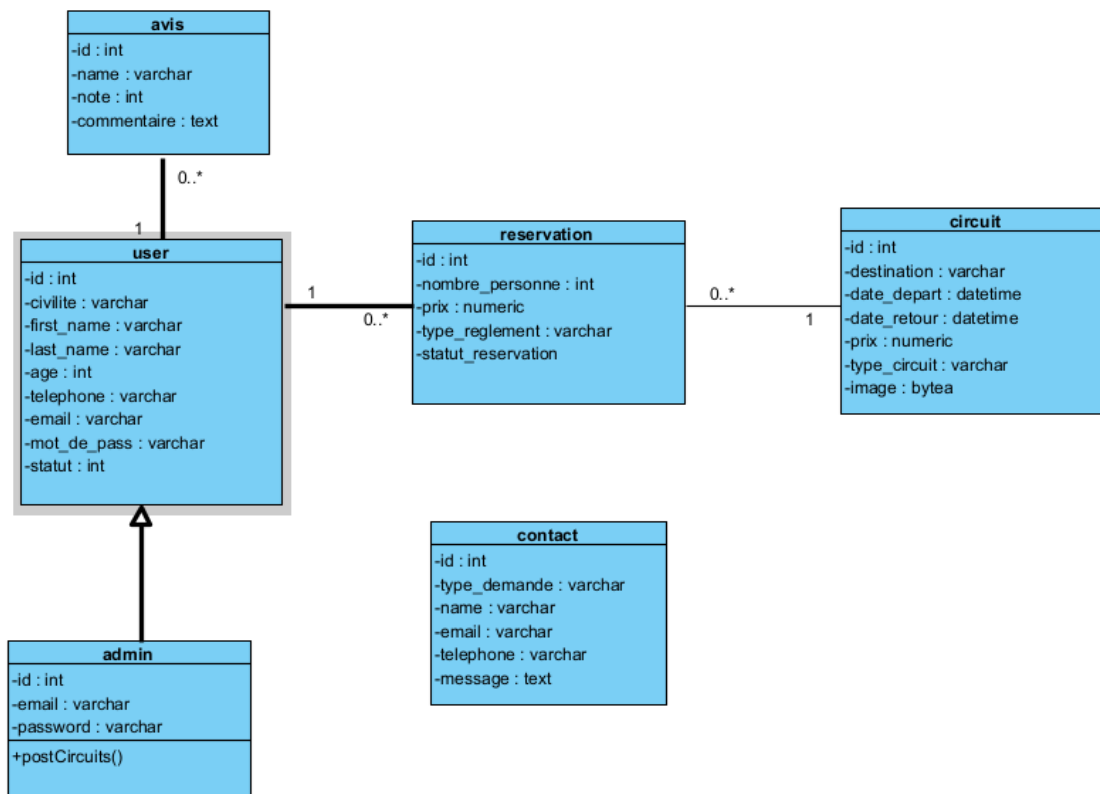 avis
-id : int
-name : varchar
-note : int
-commentaire : text
0..*
1
user
-id : int
-civilite : varchar
-first_name : varchar
-last_name : varchar
-age : int
-telephone : varchar
-email : varchar
-mot_de_pass : varchar
-statut : int
1
0..*
reservation
-id : int
-nombre_personne : int
-prix : numeric
-type_reglement : varchar
-statut_reservation
0..*
1
circuit
-id : int
-destination : varchar
-date_depart : datetime
-date_retour : datetime
-prix : numeric
-type_circuit : varchar
-image : bytea
contact
-id : int
-type_demande : varchar
-name : varchar
-email : varchar
-telephone : varchar
-message : text
admin
-id : int
-email : varchar
-password : varchar
+postCircuits()